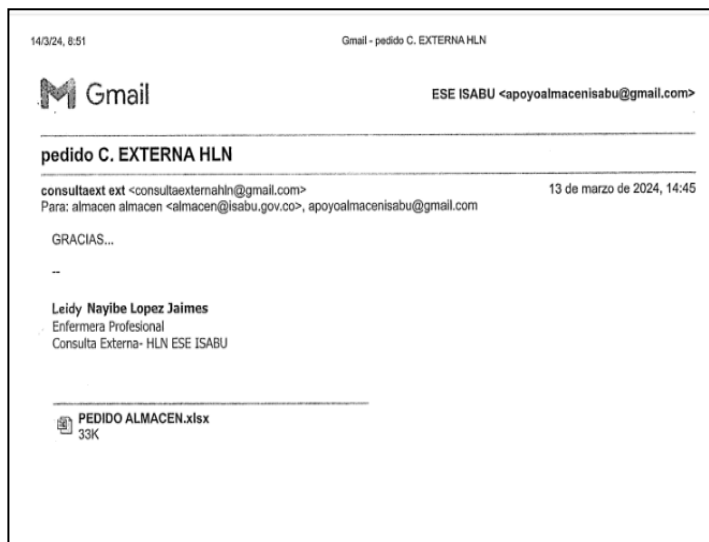 14/3/24, 8:51
Gmail - pedido C. EXTERNA HLN
Gmail
ESE ISABU <apoyoalmacenisabu@gmail.com>
pedido C. EXTERNA HLN
consultaext ext <consultaexternahln@gmail.com>
13 de marzo de 2024, 14:45
Para: almacen almacen <almacen@isabu.gov.co>, apoyoalmacenisabu@gmail.com
GRACIAS...
--
Leidy Nayibe Lopez Jaimes
Enfermera Profesional
Consulta Externa- HLN ESE ISABU
PEDIDO ALMACEN.xlsx
33K